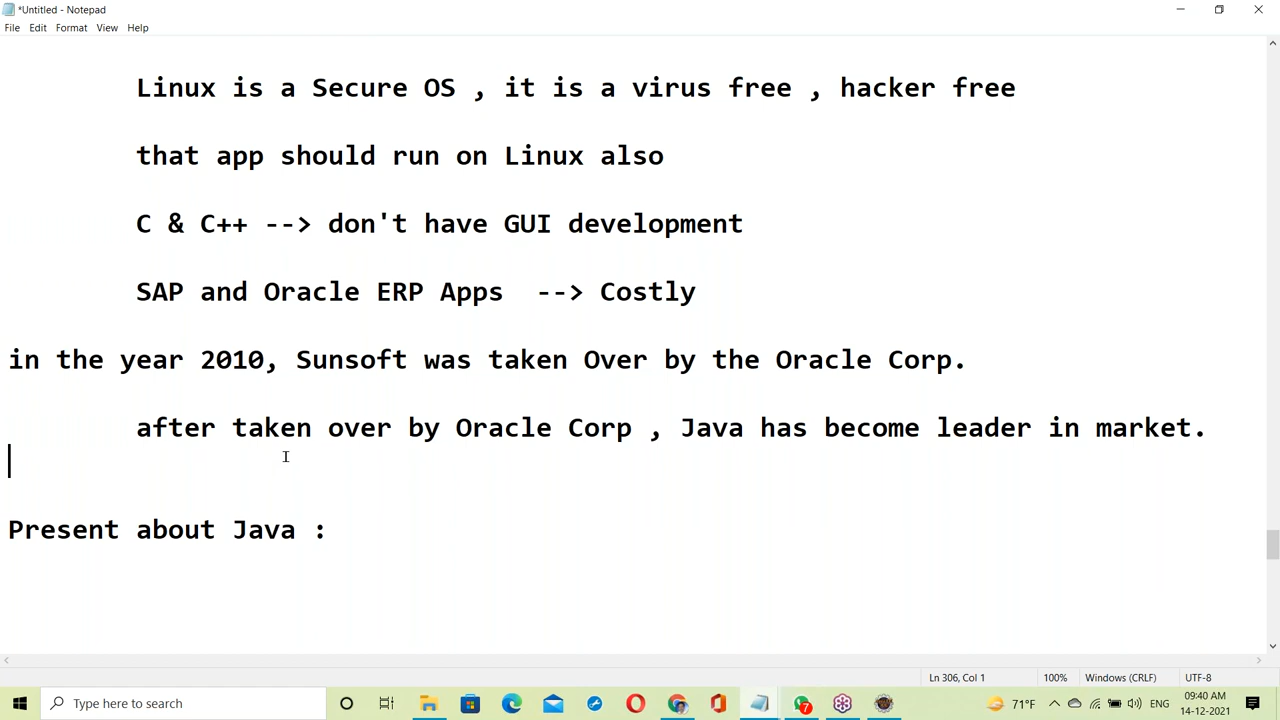 *Untitled - Notepad
File Edit Format View Help
Linux is a Secure OS , it is a virus free , hacker free
that app should run on Linux also
C & C++ --> don't have GUI development
SAP and Oracle ERP Apps --> Costly
in the year 2010, Sunsoft was taken Over by the Oracle Corp.
after taken over by Oracle Corp , Java has become leader in market.
Present about Java :
Ln 306, Col 1 100% Windows (CRLF) UTF-8
Type here to search 7 71°F ENG 09:40 AM
14-12-2021